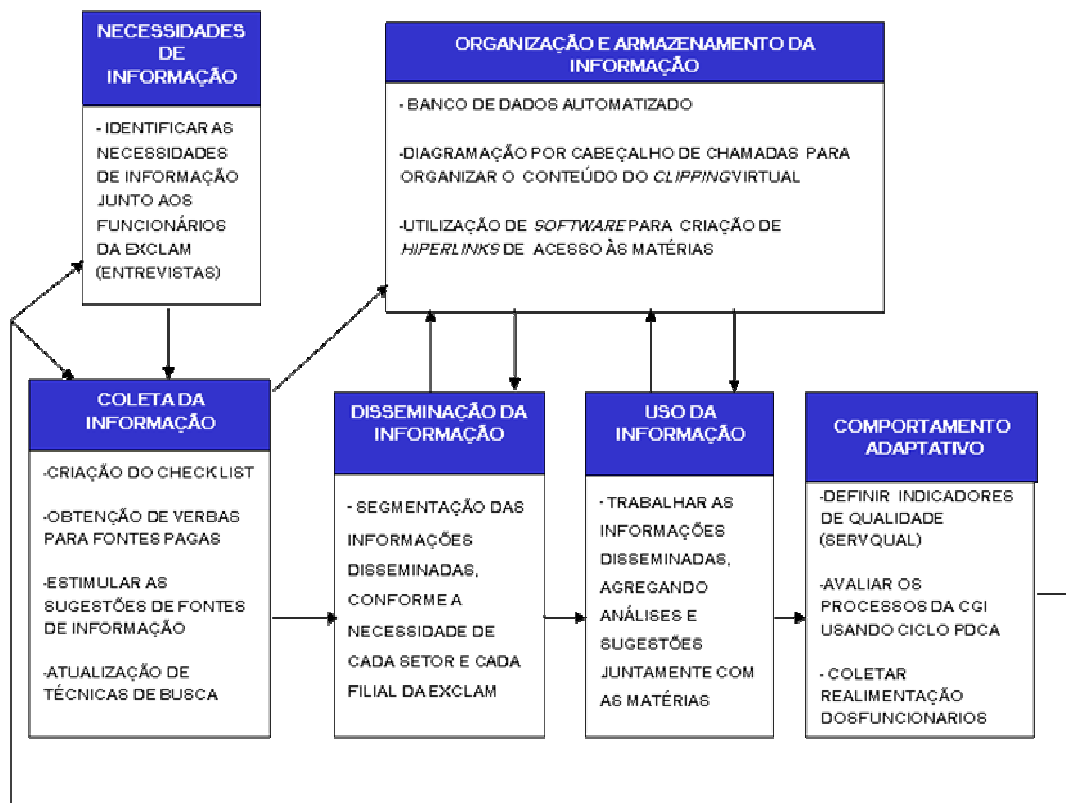 NECESSIDADES
DE
INFORMAÇÃO
- IDENTIFICAR AS
NECESSIDADES
DE INFORMAÇÃO
JUNTO AOS
FUNCIONÁRIOS
DA EXCLAM
(ENTREVISTAS)
ORGANIZAÇÃO E ARMAZENAMENTO DA
INFORMAÇÃO
- BANCO DE DADOS AUTOMATIZADO
-DIAGRAMAÇÃO POR CABEÇALHO DE CHAMADAS PARA
ORGANIZAR O CONTEÚDO DO CLIPPING VIRTUAL
-UTILIZAÇÃO DE SOFTWARE PARA CRIAÇÃO DE
HIPERLINKS DE ACESSO ÀS MATÉRIAS
COLETA DA
INFORMAÇÃO
-CRIAÇÃO DO CHECKLIST
-OBTENÇÃO DE VERBAS
PARA FONTES PAGAS
-ESTIMULAR AS
SUGESTÕES DE FONTES
DE INFORMAÇÃO
-ATUALIZAÇÃO DE
TÉCNICAS DE BUSCA
DISSEMINAÇÃO DA
INFORMAÇÃO
- SEGMENTAÇÃO DAS
INFORMAÇÕES
DISSEMINADAS,
CONFORME A
NECESSIDADE DE
CADA SETOR E CADA
FILIAL DA EXCLAM
USO DA
INFORMAÇÃO
- TRABALHAR AS
INFORMAÇÕES
DISSEMINADAS,
AGREGANDO
ANÁLISES E
SUGESTÕES
JUNTAMENTE COM
AS MATÉRIAS
COMPORTAMENTO
ADAPTATIVO
-DEFINIR INDICADORES
DE QUALIDADE
(SERVQUAL)
-AVALIAR OS
PROCESSOS DA CGI
USANDO CICLO PDCA
- COLETAR
REALIMENTAÇÃO
DOSFUNCIONARIOS